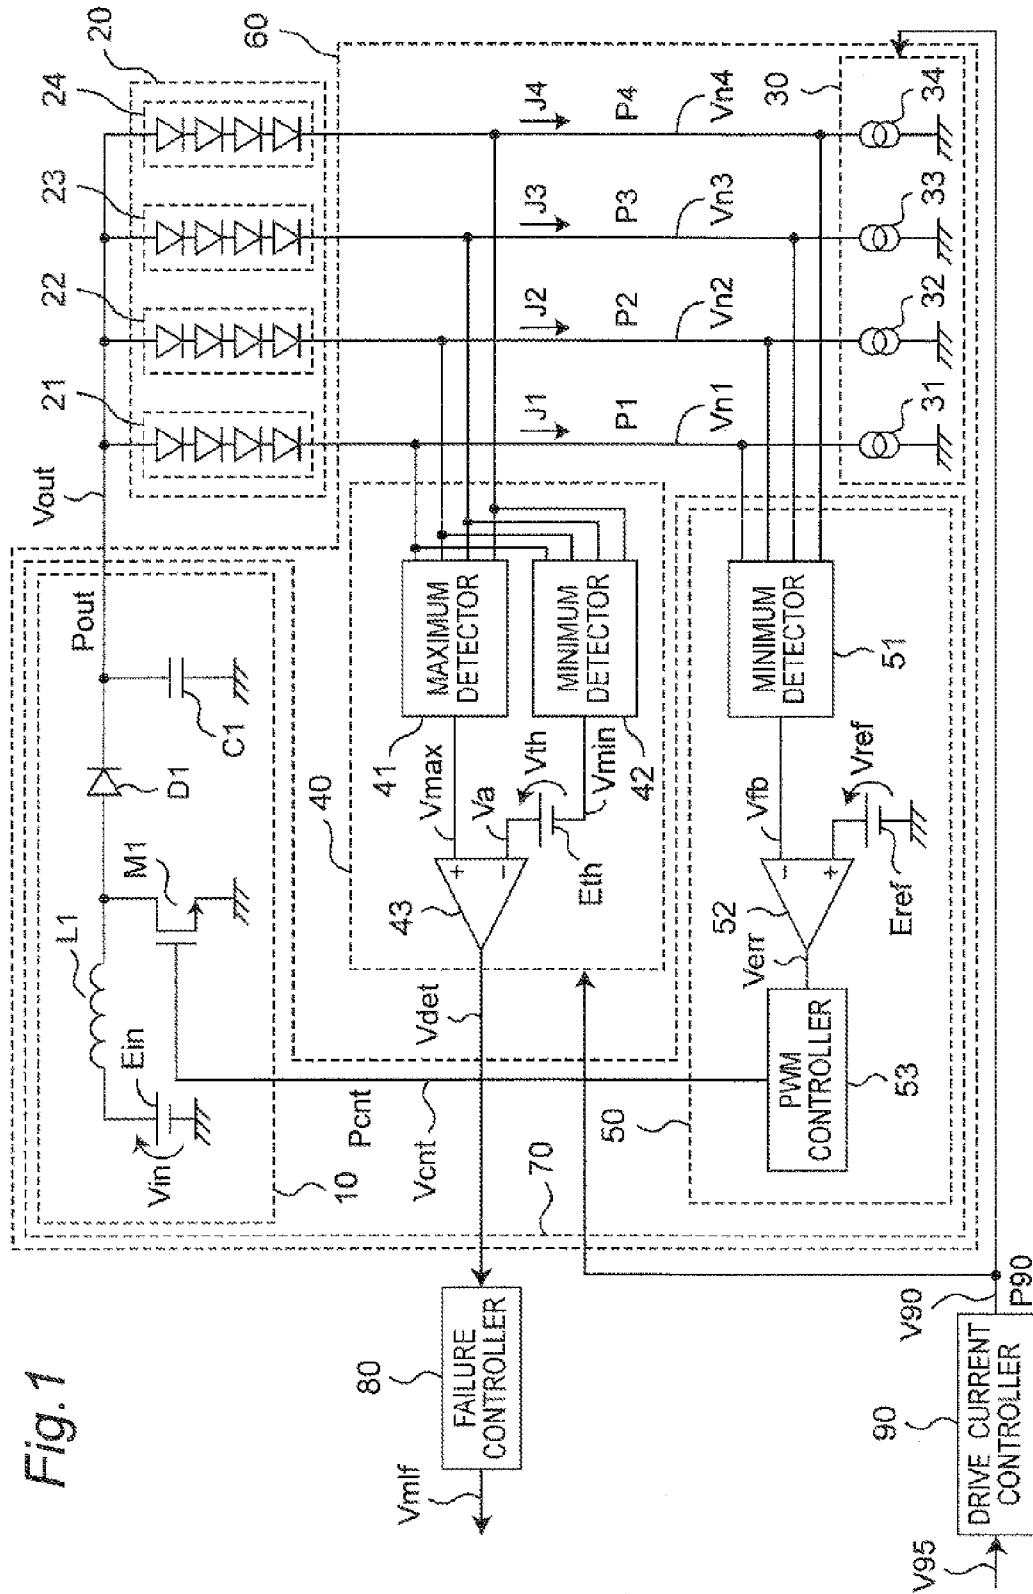 Fig.1
Vin
Ein
L1
M1
D1
C1
Pout
Vout
10
20
21
22
23
24
60
Pcnt
Vcnt
70
40
41
MAXIMUM
DETECTOR
Vmax
43
Va
Vth
Eth
Vmin
42
MINIMUM
DETECTOR
Vdet
J1
J2
J3
J4
P1
P2
P3
P4
Vn1
Vn2
Vn3
Vn4
30
31
32
33
34
50
MINIMUM
DETECTOR
51
Vfb
52
Vref
Eref
Verr
PWM
CONTROLLER
53
80
FAILURE
CONTROLLER
Vmlf
90
DRIVE CURRENT
CONTROLLER
V95
V90
P90